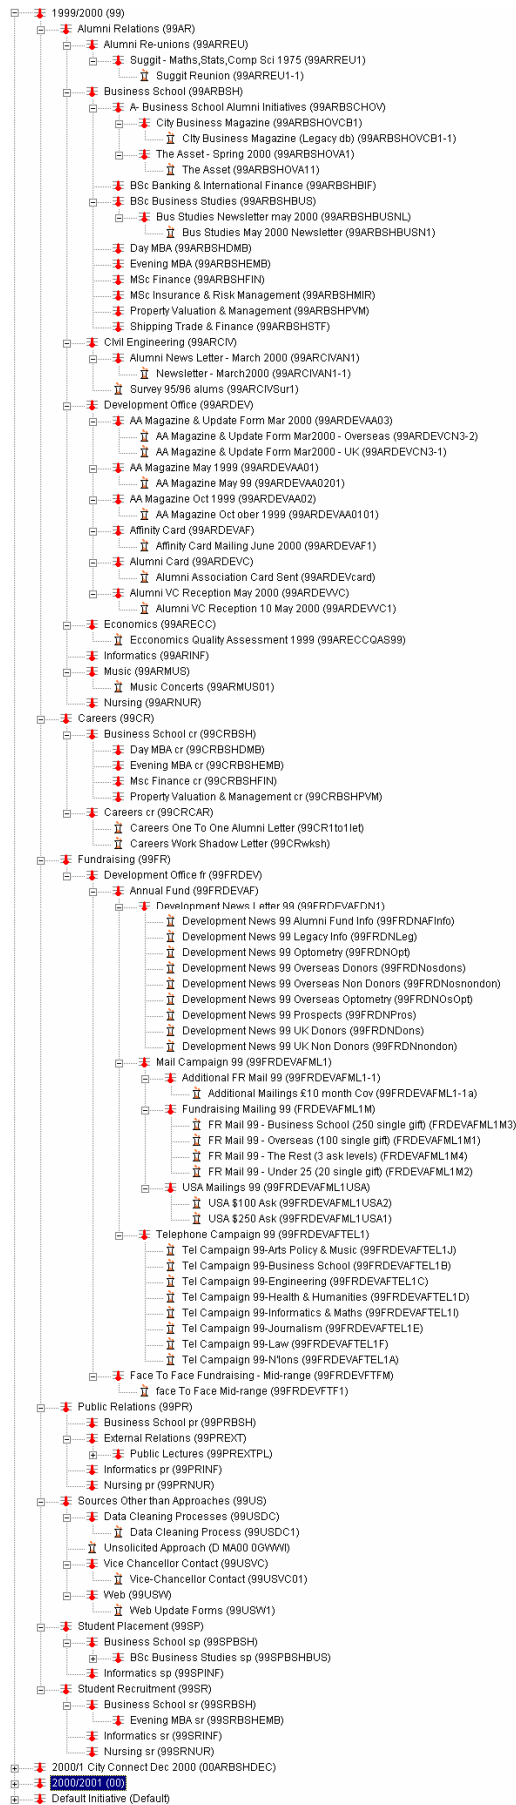 1999/2000 (99)
Alumni Relations (99AR)
Alumni Re-unions (99ARREU)
Suggit - Maths,Stats,Comp Sci 1975 (99ARREU1)
Suggit Reunion (99ARREU1-1)
Business School (99ARBSH)
A- Business School Alumni Initiatives (99ARBSCHOV)
City Business Magazine (99ARBSHOVCB1)
CIty Business Magazine (Legacy db) (99ARBSHOVCB1-1)
The Asset - Spring 2000 (99ARBSHOVA1)
The Asset (99ARBSHOVA11)
BSc Banking & International Finance (99ARBSHBIF)
BSc Business Studies (99ARBSHBUS)
Bus Studies Newsletter may 2000 (99ARBSHBUSNL)
Bus Studies May 2000 Newsletter (99ARBSHBUSN1)
Day MBA (99ARBSHDMB)
Evening MBA (99ARBSHEMB)
MSc Finance (99ARBSHFIN)
MSc Insurance & Risk Management (99ARBSHMIR)
Property Valuation & Management (99ARBSHPVM)
Shipping Trade & Finance (99ARBSHSTF)
CIvil Engineering (99ARCIV)
Alumni News Letter - March 2000 (99ARCIVAN1)
Newsletter - March2000 (99ARCIVAN1-1)
Survey 95/96 alums (99ARCIVSur1)
Development Office (99ARDEV)
AA Magazine & Update Form Mar 2000 (99ARDEVAA03)
AA Magazine & Update Form Mar2000 - Overseas (99ARDEVCN3-2)
AA Magazine & Update Form Mar2000 - UK (99ARDEVCN3-1)
AA Magazine May 1999 (99ARDEVAA01)
AA Magazine May 99 (99ARDEVAA0201)
AA Magazine Oct 1999 (99ARDEVAA02)
AA Magazine Oct ober 1999 (99ARDEVAA0101)
Affinity Card (99ARDEVAF)
Affinity Card Mailing June 2000 (99ARDEVAF1)
Alumni Card (99ARDEVC)
Alumni Association Card Sent (99ARDEVcard)
Alumni VC Reception May 2000 (99ARDEVVC)
Alumni VC Reception 10 May 2000 (99ARDEVVC1)
Economics (99ARECC)
Ecconomics Quality Assessment 1999 (99ARECCQAS99)
Informatics (99ARINF)
Music (99ARMUS)
Music Concerts (99ARMUS01)
Nursing (99ARNUR)
Careers (99CR)
Business School cr (99CRBSH)
Day MBA cr (99CRBSHDMB)
Evening MBA cr (99CRBSHEMB)
Msc Finance cr (99CRBSHFIN)
Property Valuation & Management cr (99CRBSHPVM)
Careers cr (99CRCAR)
Careers One To One Alumni Letter (99CR1to1let)
Careers Work Shadow Letter (99CRwksh)
Fundraising (99FR)
Development Office fr (99FRDEV)
Annual Fund (99FRDEVAF)
Development News Letter 99 (99FRDEVAFDN1)
Development News 99 Alumni Fund Info (99FRDNAFInfo)
Development News 99 Legacy Info (99FRDNLeg)
Development News 99 Optometry (99FRDNOpt)
Development News 99 Overseas Donors (99FRDNosdons)
Development News 99 Overseas Non Donors (99FRDNosnondon)
Development News 99 Overseas Optometry (99FRDNOsOpt)
Development News 99 Prospects (99FRDNPros)
Development News 99 UK Donors (99FRDNDons)
Development News 99 UK Non Donors (99FRDNnondon)
Mail Campaign 99 (99FRDEVAFML1)
Additional FR Mail 99 (99FRDEVAFML1-1)
Additional Mailings £10 month Cov (99FRDEVAFML1-1a)
Fundraising Mailing 99 (FRDEVAFML1M)
FR Mail 99 - Business School (250 single gift) (FRDEVAFML1M3)
FR Mail 99 - Overseas (100 single gift) (FRDEVAFML1M1)
FR Mail 99 - The Rest (3 ask levels) (FRDEVAFML1M4)
FR Mail 99 - Under 25 (20 single gift) (FRDEVAFML1M2)
USA Mailings 99 (99FRDEVAFML1USA)
USA $100 Ask (99FRDEVAFML1USA2)
USA $250 Ask (99FRDEVAFML1USA1)
Telephone Campaign 99 (99FRDEVAFTEL1)
Tel Campaign 99-Arts Policy & Music (99FRDEVAFTEL1J)
Tel Campaign 99-Business School (99FRDEVAFTEL1B)
Tel Campaign 99-Engineering (99FRDEVAFTEL1C)
Tel Campaign 99-Health & Humanities (99FRDEVAFTEL1D)
Tel Campaign 99-Informatics & Maths (99FRDEVAFTEL1I)
Tel Campaign 99-Journalism (99FRDEVAFTEL1E)
Tel Campaign 99-Law (99FRDEVAFTEL1F)
Tel Campaign 99-N'Ions (99FRDEVAFTEL1A)
Face To Face Fundraising - Mid-range (99FRDEVFTFM)
face To Face Mid-range (99FRDEVFTF1)
Public Relations (99PR)
Business School pr (99PRBSH)
External Relations (99PREXT)
Public Lectures (99PREXTPL)
Informatics pr (99PRINF)
Nursing pr (99PRNUR)
Sources Other than Approaches (99US)
Data Cleaning Processes (99USDC)
Data Cleaning Process (99USDC1)
Unsolicited Approach (D MA00 0GWWI)
Vice Chancellor Contact (99USVC)
Vice-Chancellor Contact (99USVC01)
Web (99USW)
Web Update Forms (99USW1)
Student Placement (99SP)
Business School sp (99SPBSH)
BSc Business Studies sp (99SPBSHBUS)
Informatics sp (99SPINF)
Student Recruitment (99SR)
Business School sr (99SRBSH)
Evening MBA sr (99SRBSHEMB)
Informatics sr (99SRINF)
Nursing sr (99SRNUR)
2000/1 City Connect Dec 2000 (00ARBSHDEC)
2000/2001 (00)
Default Initiative (Default)